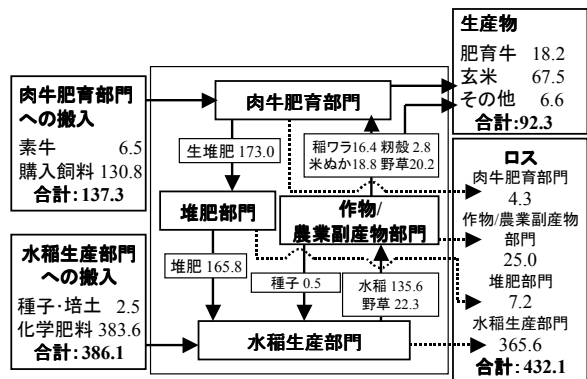 肉牛肥育部門
への搬入
素牛 6.5
購入飼料 130.8
合計:137.3
水稲生産部門
への搬入
種子・培土 2.5
化学肥料 383.6
合計:386.1
肉牛肥育部門
生堆肥 173.0
稲ワラ16.4 籾殻 2.8
米ぬか18.8 野草20.2
堆肥部門
作物/
農業副産物部門
堆肥 165.8
種子 0.5
水稲 135.6
野草 22.3
水稲生産部門
生産物
肥育牛 18.2
玄米 67.5
その他 6.6
合計:92.3
ロス
肉牛肥育部門
4.3
作物/農業副産物
部門
25.0
堆肥部門
7.2
水稲生産部門
365.6
合計:432.1